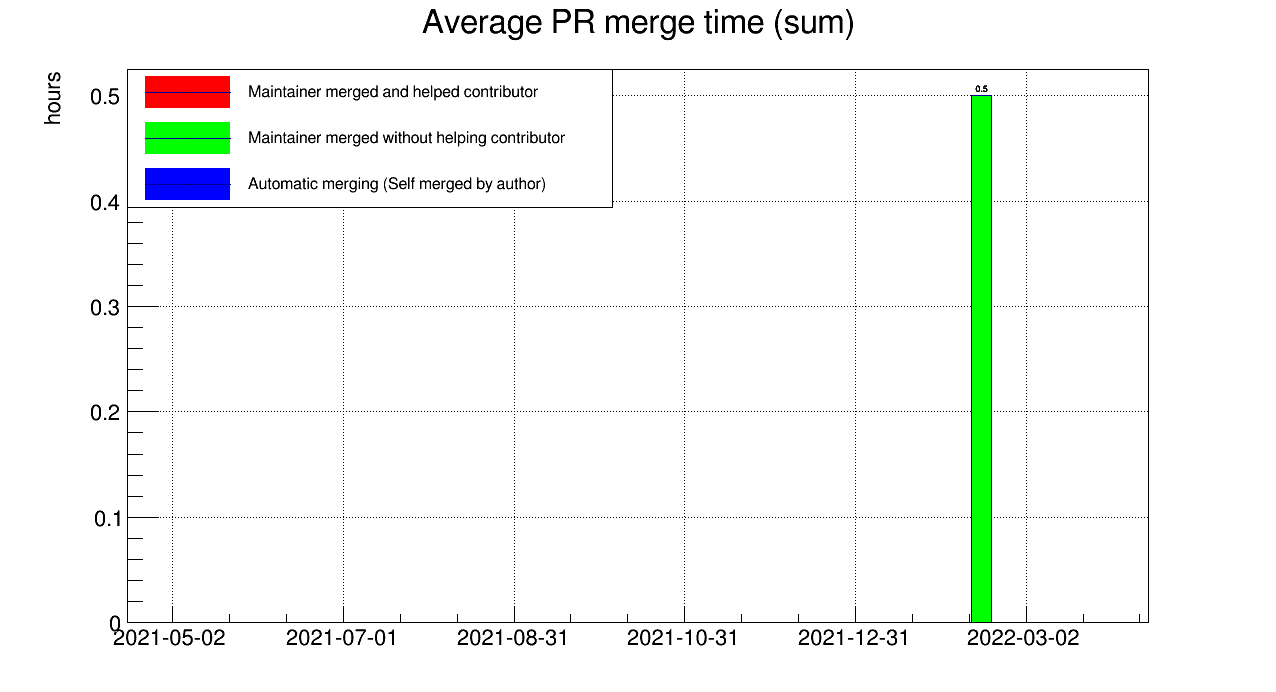 Average PR merge time (sum)
hours
0.5
0.4
0.3
0.2
0.1
0
Maintainer merged and helped contributor
Maintainer merged without helping contributor
Automatic merging (Self merged by author)
0.5
2021-05-02
2021-07-01
2021-08-31
2021-10-31
2021-12-31
2022-03-02